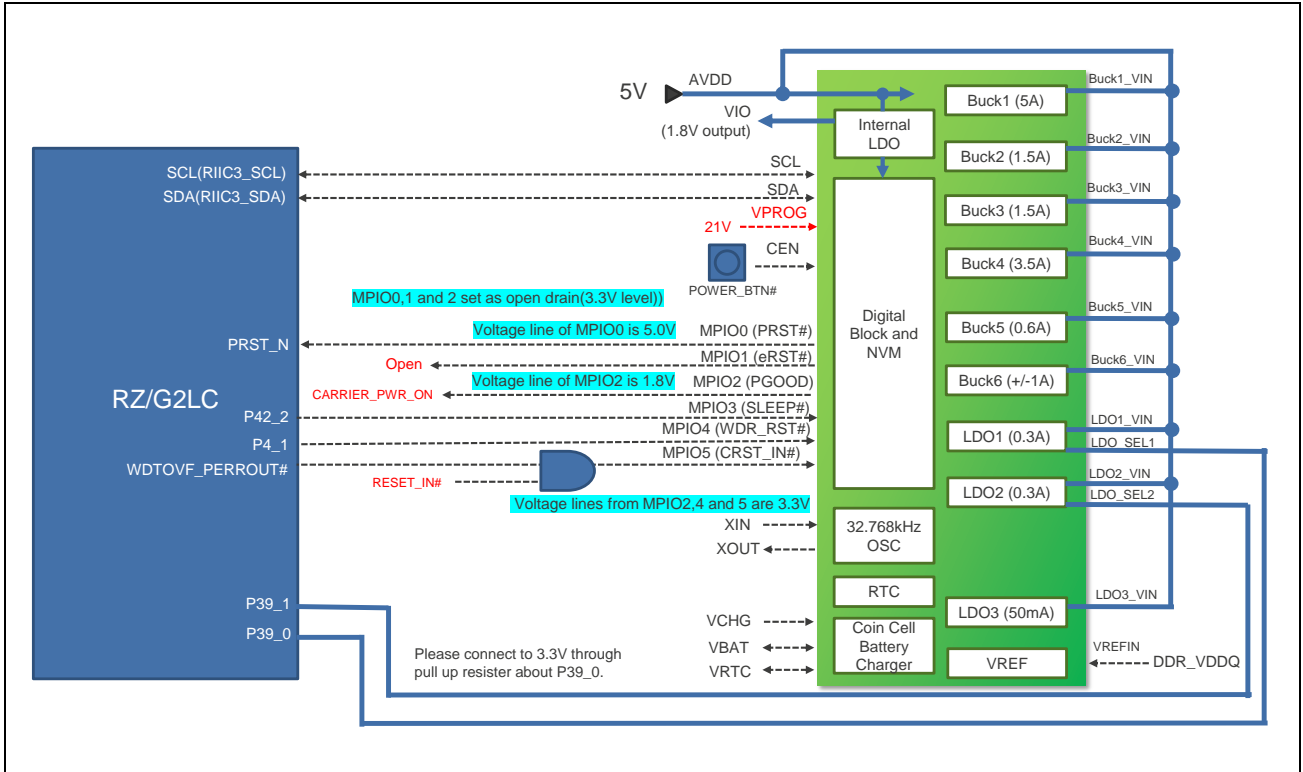 5V
AVDD
VIO
(1.8V output)
SCL(RIIC3_SCL)
SDA(RIIC3_SDA)
SCL
SDA
VPROG
21V
CEN
POWER_BTN#
MPIO0,1 and 2 set as open drain(3.3V level))
Voltage line of MPIO0 is 5.0V
MPIO0 (PRST#)
PRST_N
MPIO1 (eRST#)
Open
Voltage line of MPIO2 is 1.8V
MPIO2 (PGOOD)
CARRIER_PWR_ON
RZ/G2LC
MPIO3 (SLEEP#)
P42_2
MPIO4 (WDR_RST#)
P4_1
MPIO5 (CRST_IN#)
WDTOVF_PERROUT#
RESET_IN#
Voltage lines from MPIO2,4 and 5 are 3.3V
XIN
XOUT
P39_1
P39_0
Please connect to 3.3V through
pull up resister about P39_0.
VCHG
VBAT
VRTC
Internal
LDO
Digital
Block and
NVM
32.768kHz
OSC
RTC
Coin Cell
Battery
Charger
Buck1 (5A)
Buck2 (1.5A)
Buck3 (1.5A)
Buck4 (3.5A)
Buck5 (0.6A)
Buck6 (+/-1A)
LDO1 (0.3A)
LDO2 (0.3A)
LDO3 (50mA)
VREF
Buck1_VIN
Buck2_VIN
Buck3_VIN
Buck4_VIN
Buck5_VIN
Buck6_VIN
LDO1_VIN
LDO_SEL1
LDO2_VIN
LDO_SEL2
LDO3_VIN
VREFIN
DDR_VDDQ